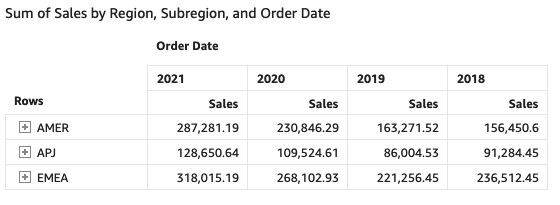 Sum of Sales by Region, Subregion, and Order Date
Order Date
2021 2020 2019 2018
Rows Sales Sales Sales Sales
AMER 287,281.19 230,846.29 163,271.52 156,450.6
APJ 128,650.64 109,524.61 86,004.53 91,284.45
EMEA 318,015.19 268,102.93 221,256.45 236,512.45